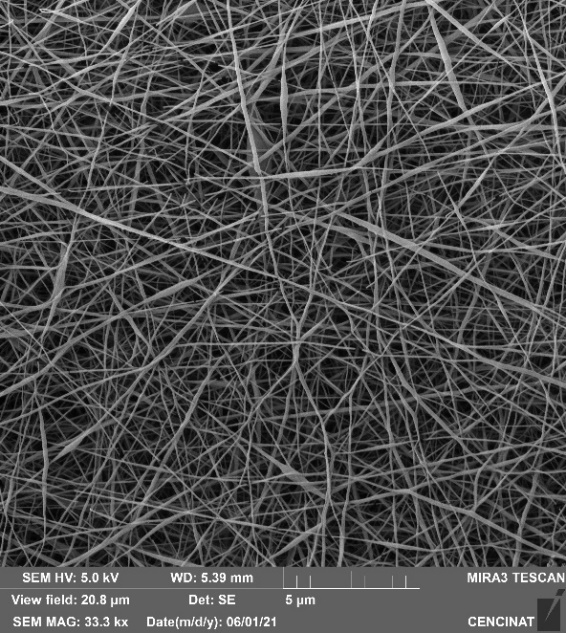 SEM HV: 5.0 kV WD: 5.39 mm MIRA3 TESCAN
View field: 20.8 µm Det: SE 5 µm
SEM MAG: 33.3 kx Date(m/d/y): 06/01/21 CENCINAT